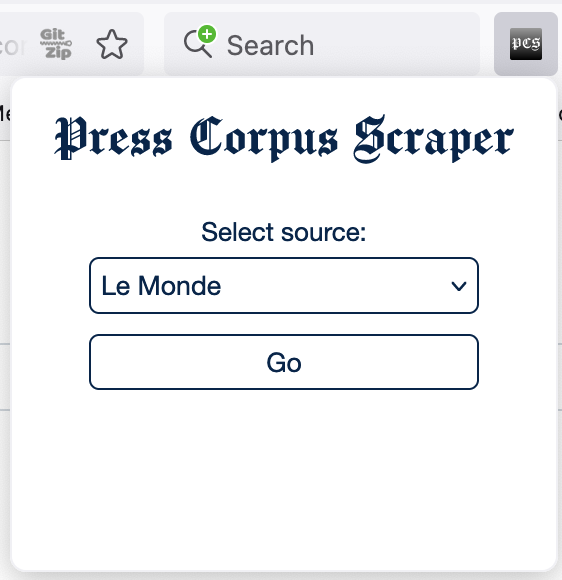 Git
Zip
Search
PCS
Press Corpus Scraper
Select source:
Le Monde
Go